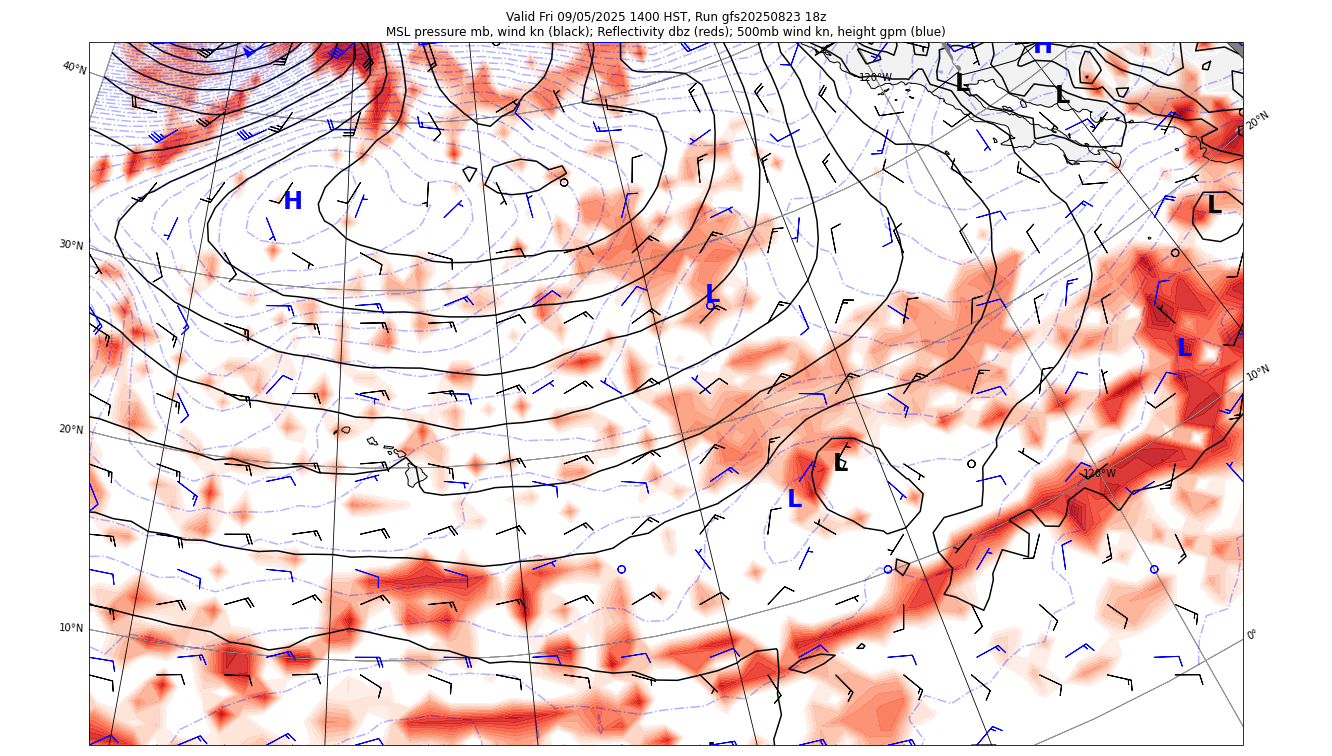 Valid Fri 09/05/2025 1400 HST, Run gfs20250823 18z
MSL pressure mb, wind kn (black); Reflectivity dbz (reds); 500mb wind kn, height gpm (blue)
H
40°N
120°W
L
L
20°N
H
L
30°N
L
L
10°N
20°N
L
120°W
L
10°N
0°